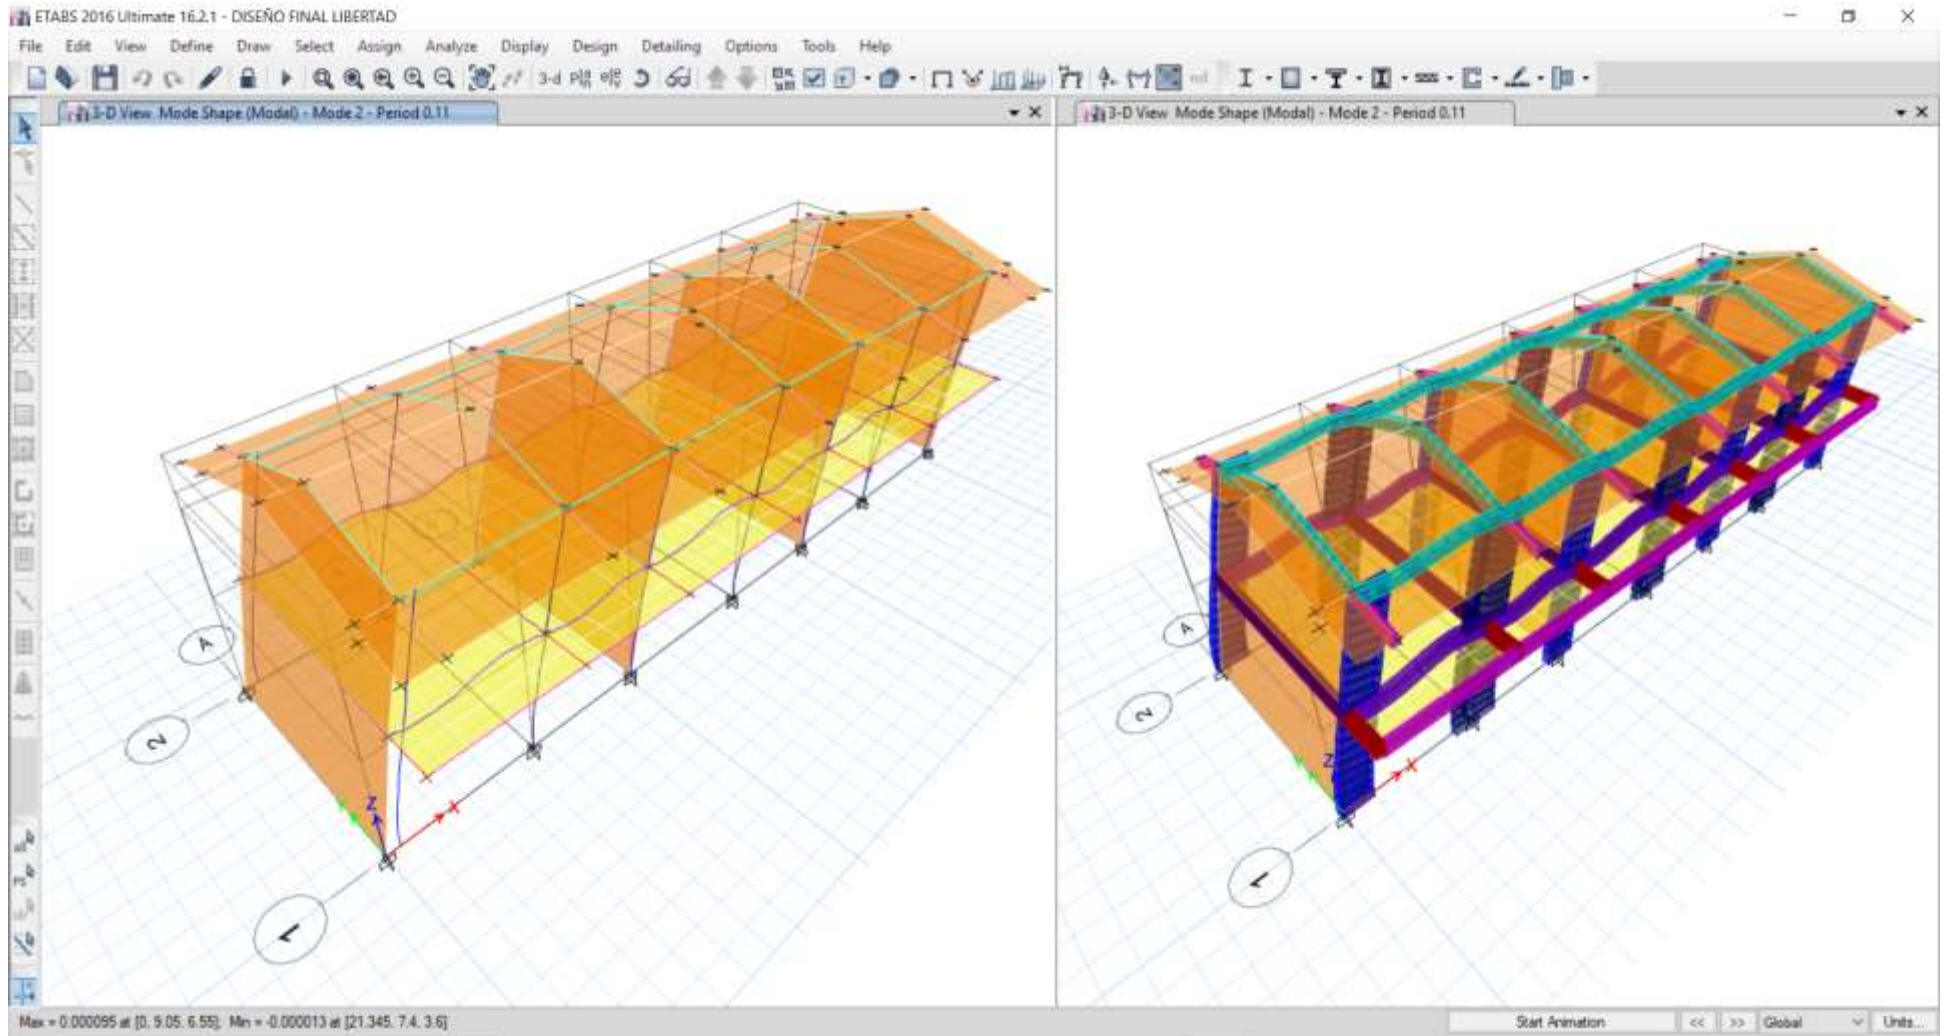 ETABS 2016 Ultimate 16.2.1 - DISEÑO FINAL LIBERTAD
File Edit View Define Draw Select Assign Analyze Display Design Detailing Options Tools Help
3-d
3-D View Mode Shape (Modal) - Mode 2 - Period 0.11
3-D View Mode Shape (Modal) - Mode 2 - Period 0.11
A
2
1
Z
X
A
2
1
Z
X
Max = 0.000095 at [0, 9.05, 6.55]; Min = -0.000013 at [21.345, 7.4, 3.6]
Start Animation << >> Global Units...